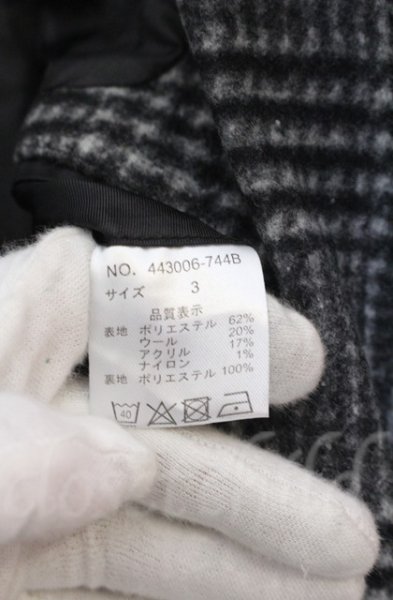 NO. 443006-744B
サイズ 3
品質表示
表地 ポリエステル 62%
ウール 20%
アクリル 17%
ナイロン 1%
裏地 ポリエステル 100%
40